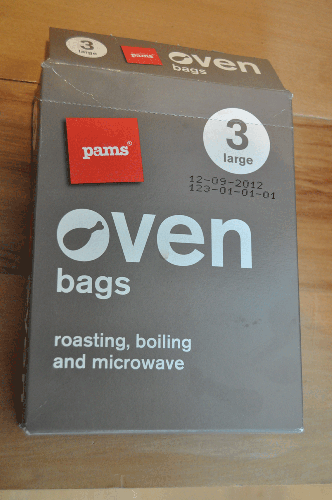 3
large
pams
oven
bags
pams®
3
large
12-09-2012
123-01-01-01
oven
bags
roasting, boiling
and microwave